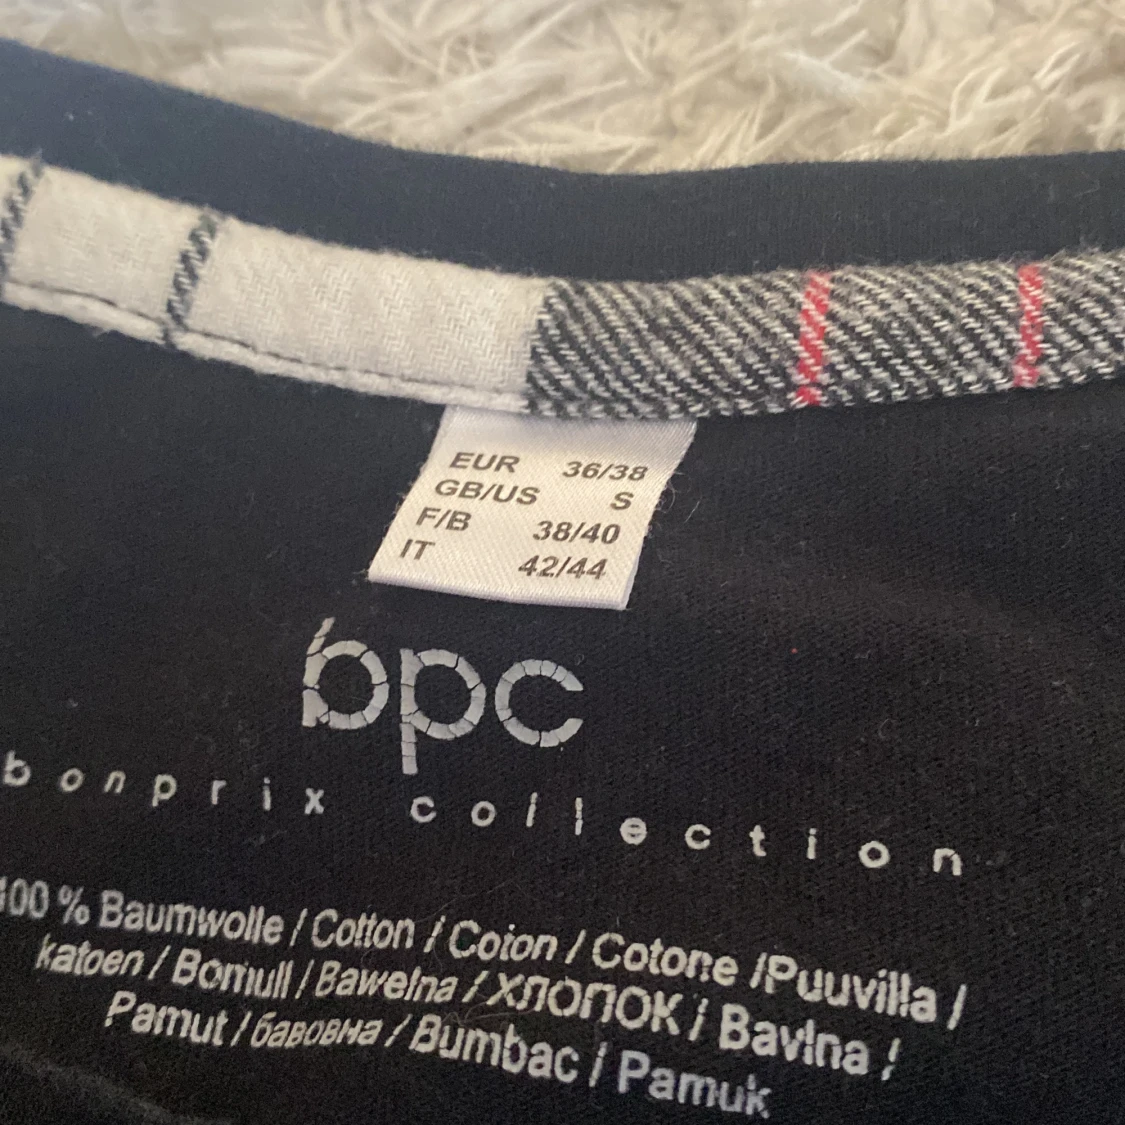 EUR 36/38
GB/US S
F/B 38/40
IT 42/44
bpc
bonprix collection
100 % Baumwolle / Cotton / Coton / Cotone / Puuvilla /
katoen / Bomull / Bawełna / ХЛОПОК / Bavlna /
Pamut / бавовна / Bumbac / Pamuk